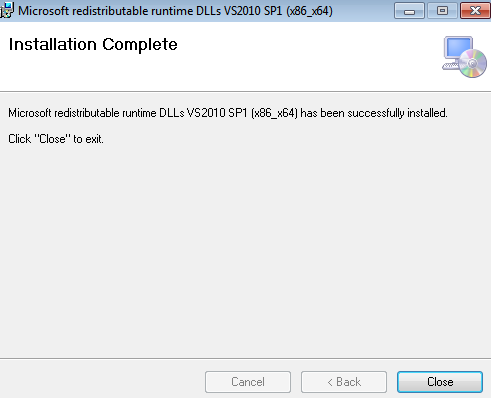 Microsoft redistributable runtime DLLs VS2010 SP1 (x86_x64)
Installation Complete
Microsoft redistributable runtime DLLs VS2010 SP1 (x86_x64) has been successfully installed.
Click "Close" to exit.
Cancel < Back Close